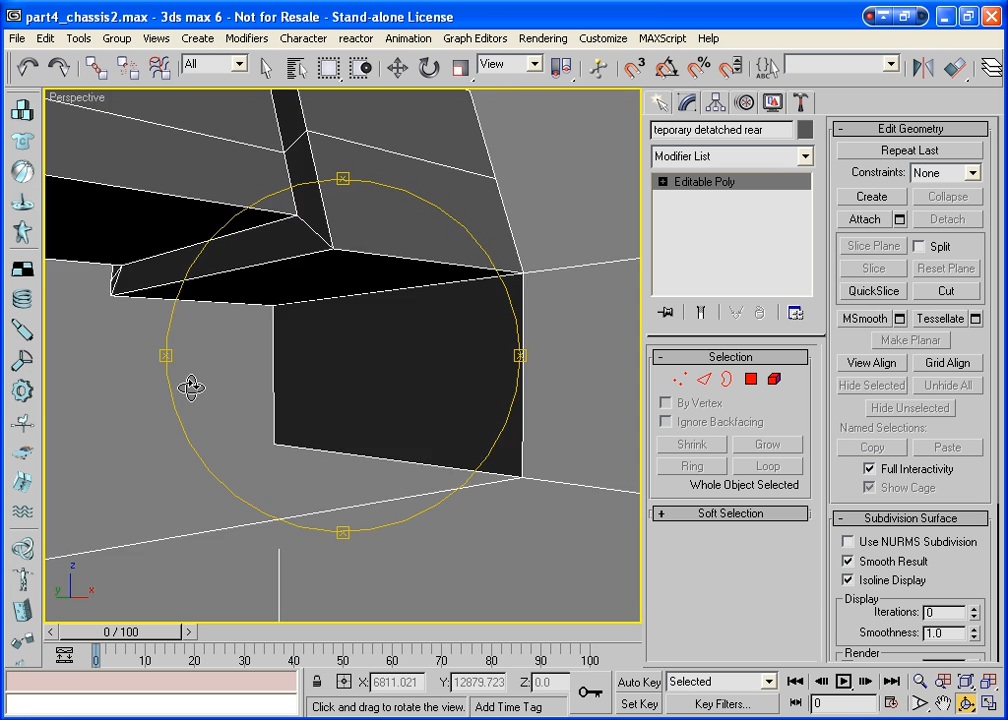 part4_chassis2.max - 3ds max 6 - Not for Resale - Stand-alone License
File Edit Tools Group Views Create Modifiers Character reactor Animation Graph Editors Rendering Customize MAXScript Help
All View
Perspective
z
y x
teporary detatched rear
Modifier List
Editable Poly
- Selection
By Vertex
Ignore Backfacing
Shrink Grow
Ring Loop
Whole Object Selected
+ Soft Selection
- Edit Geometry
Repeat Last
Constraints: None
Create Collapse
Attach Detach
Slice Plane Split
Slice Reset Plane
QuickSlice Cut
MSmooth Tessellate
Make Planar
View Align Grid Align
Hide Selected Unhide All
Hide Unselected
Named Selections:
Copy Paste
Full Interactivity
Show Cage
- Subdivision Surface
Use NURMS Subdivision
Smooth Result
Isoline Display
Display
Iterations: 0
Smoothness: 1.0
Render
< 0 / 100 >
0 10 20 30 40 50 60 70 80 90 100
X: 6811.021 Y: 12879.723 Z: 0.0
Auto Key Selected
Set Key Key Filters... 0
Click and drag to rotate the view. Add Time Tag